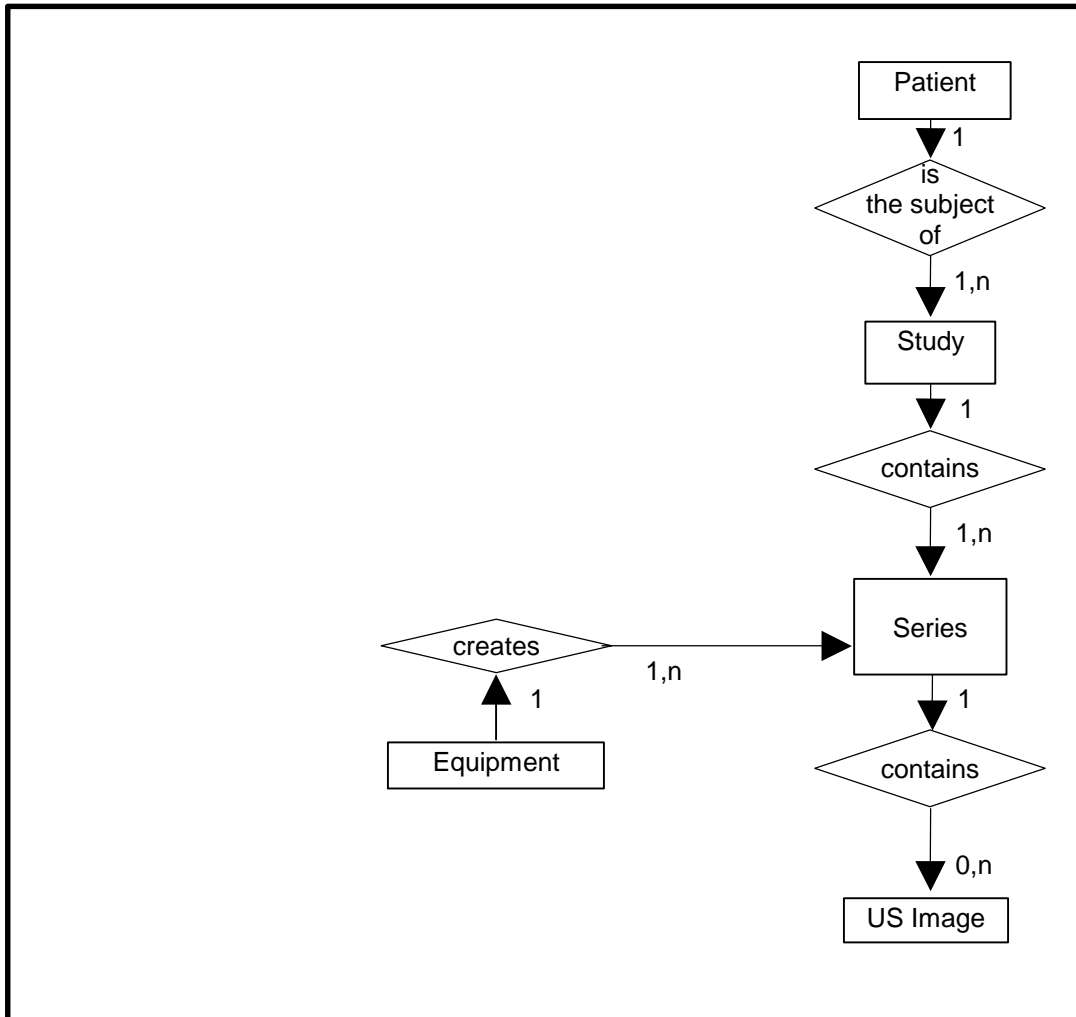 Patient
1
is
the subject
of
1,n
Study
1
contains
1,n
Series
creates
1,n
1
1
Equipment
contains
0,n
US Image